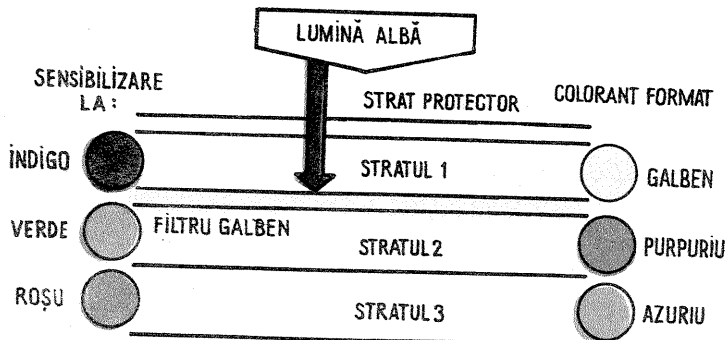 LUMINĂ ALBĂ
SENSIBILIZARE
LA:
STRAT PROTECTOR
COLORANT FORMAT
ÎNDIGO
STRATUL 1
GALBEN
VERDE
FILTRU GALBEN
STRATUL 2
PURPURIU
ROȘU
STRATUL 3
AZURIU